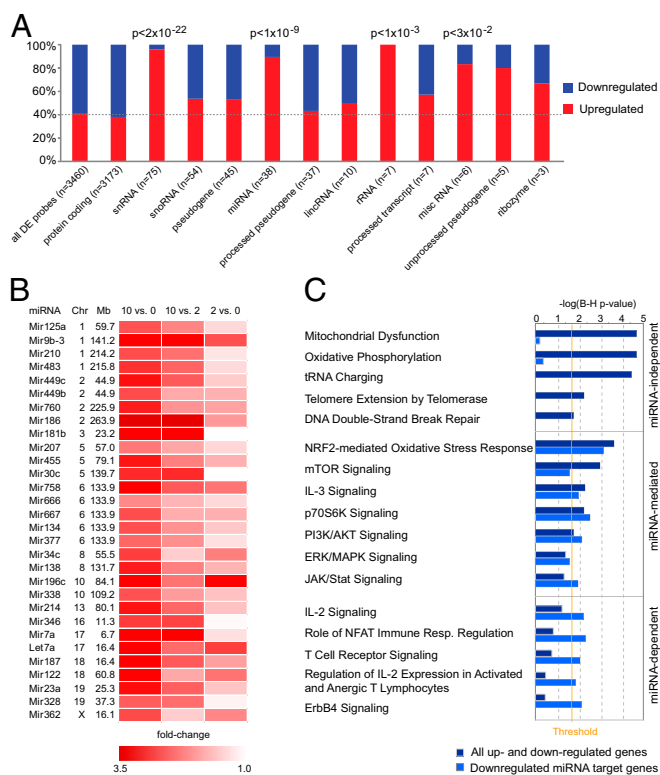 A
p<2x10-22
p<1x10-9
p<1x10-3
p<3x10-2
100%
80%
60%
40%
20%
0%
Downregulated
Upregulated
all DE probes (n=3460)
protein coding (n=3173)
snRNA (n=75)
snoRNA (n=54)
pseudogene (n=45)
miRNA (n=38)
processed pseudogene (n=37)
lincRNA (n=10)
rRNA (n=7)
processed transcript (n=7)
misc RNA (n=6)
unprocessed pseudogene (n=5)
ribozyme (n=3)
B
miRNA Chr Mb 10 vs. 0 10 vs. 2 2 vs. 0
Mir125a 1 59.7
Mir9b-3 1 141.2
Mir210 1 214.2
Mir483 1 215.8
Mir449c 2 44.9
Mir449b 2 44.9
Mir760 2 225.9
Mir186 2 263.9
Mir181b 3 23.2
Mir207 5 57.0
Mir455 5 79.1
Mir30c 5 139.7
Mir758 6 133.9
Mir666 6 133.9
Mir667 6 133.9
Mir134 6 133.9
Mir377 6 133.9
Mir34c 8 55.5
Mir138 8 131.7
Mir196c 10 84.1
Mir338 10 109.2
Mir214 13 80.1
Mir346 16 11.3
Mir7a 17 6.7
Let7a 17 16.4
Mir187 18 16.4
Mir122 18 60.8
Mir23a 19 25.3
Mir328 19 37.3
Mir362 X 16.1
fold-change
3.5 1.0
C
-log(B-H p-value)
0 1 2 3 4 5
Mitochondrial Dysfunction
Oxidative Phosphorylation
tRNA Charging
Telomere Extension by Telomerase
DNA Double-Strand Break Repair
miRNA-independent
NRF2-mediated Oxidative Stress Response
mTOR Signaling
IL-3 Signaling
p70S6K Signaling
PI3K/AKT Signaling
ERK/MAPK Signaling
JAK/Stat Signaling
miRNA-mediated
IL-2 Signaling
Role of NFAT Immune Resp. Regulation
T Cell Receptor Signaling
Regulation of IL-2 Expression in Activated
and Anergic T Lymphocytes
ErbB4 Signaling
miRNA-dependent
Threshold
All up- and down-regulated genes
Downregulated miRNA target genes